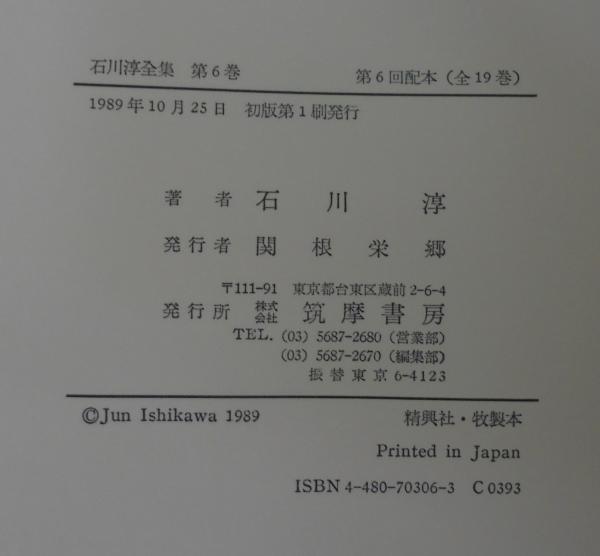 石川淳全集 第6巻 第6回配本（全19巻）
1989年10月25日 初版第1刷発行
著者 石川淳
発行者 関根栄郷
〒111-91 東京都台東区蔵前2-6-4
発行所 株式会社 筑摩書房
TEL. (03) 5687-2680（営業部）
(03) 5687-2670（編集部）
振替東京6-4123
©Jun Ishikawa 1989 精興社・牧製本
Printed in Japan
ISBN 4-480-70306-3 C0393